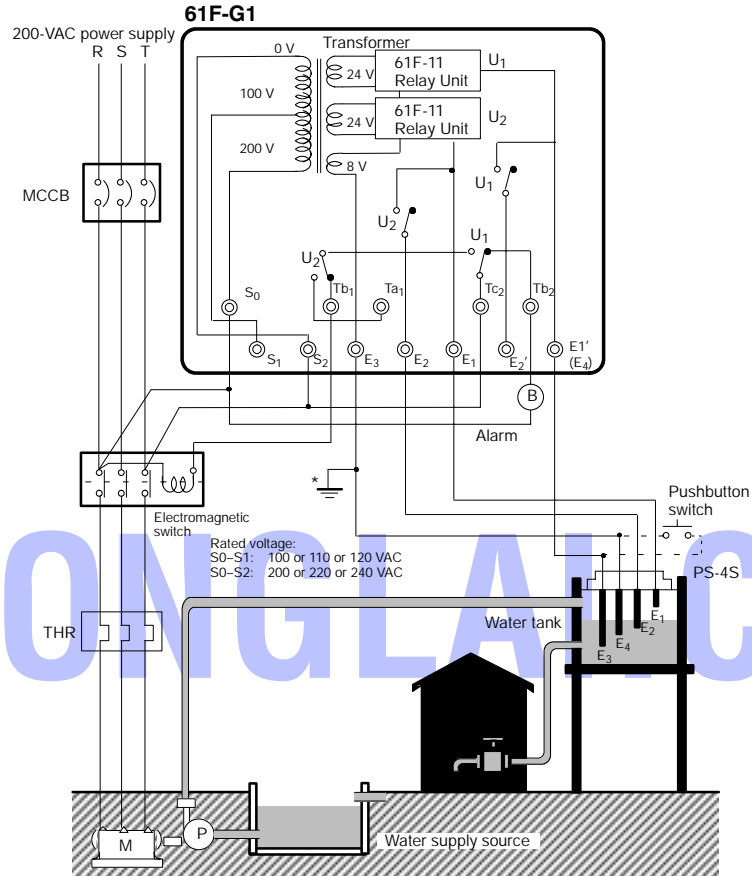 61F-G1
200-VAC power supply
R S T
0 V
Transformer
61F-11
Relay Unit
U1
24 V
100 V
61F-11
Relay Unit
U2
24 V
200 V
8 V
MCCB
U1
U2
U2
U1
S0
Tb1
Ta1
Tc2
Tb2
S1
S2
E3
E2
E1
E2'
E1'
(E4)
B
Alarm
*
Pushbutton
switch
Electromagnetic
switch
Rated voltage:
S0–S1: 100 or 110 or 120 VAC
S0–S2: 200 or 220 or 240 VAC
PS-4S
THR
Water tank
E1
E2
E4
E3
P
M
Water supply source